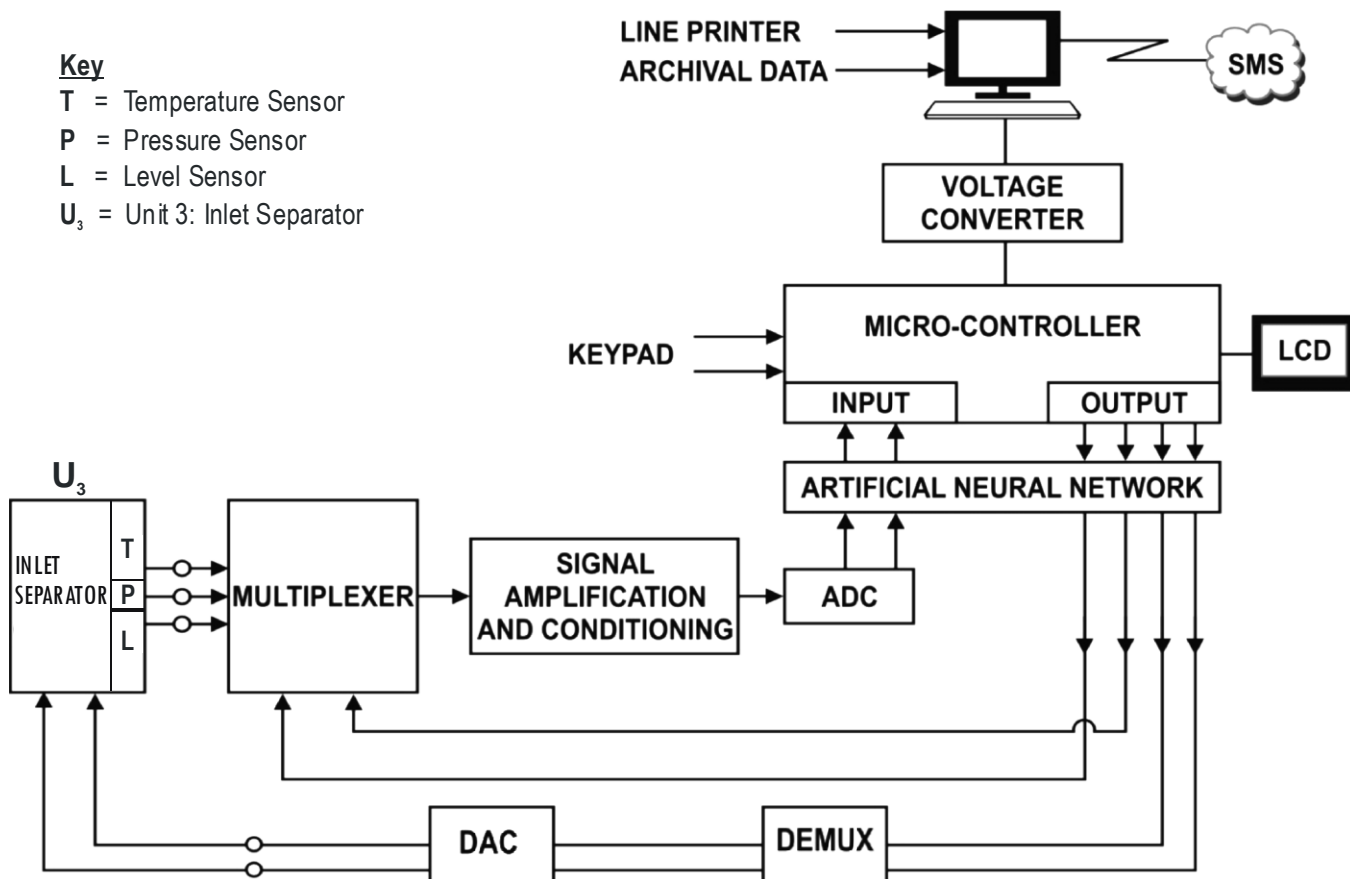 Key
T = Temperature Sensor
P = Pressure Sensor
L = Level Sensor
U₃ = Unit 3: Inlet Separator
LINE PRINTER
ARCHIVAL DATA
SMS
VOLTAGE
CONVERTER
MICRO-CONTROLLER
KEYPAD
LCD
INPUT
OUTPUT
ARTIFICIAL NEURAL NETWORK
U₃
INLET
SEPARATOR
T
P
L
MULTIPLEXER
SIGNAL
AMPLIFICATION
AND CONDITIONING
ADC
DAC
DEMUX